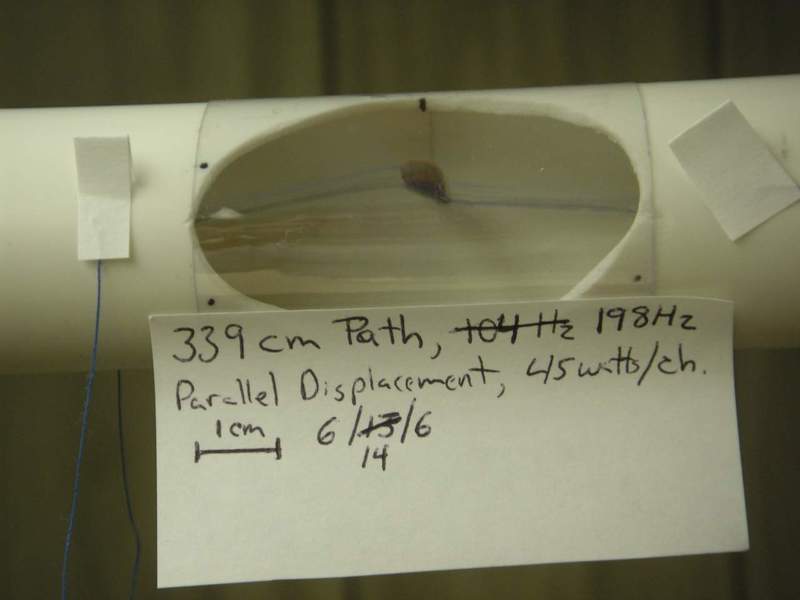 339 cm Path, 104 Hz 198Hz
Parallel Displacement, 45 watts/ch.
1cm 6/13/6
14